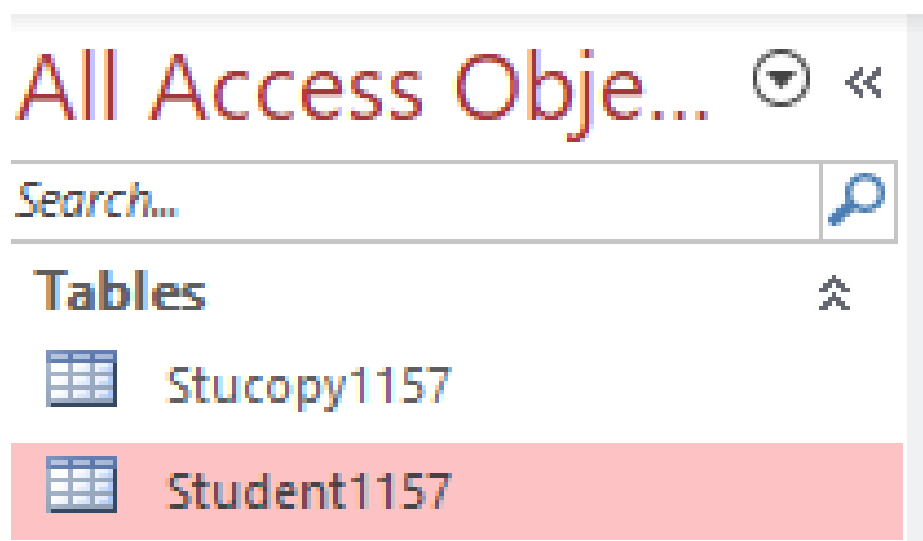 All Access Obje...
Search...
Tables
Stucopy1157
Student1157